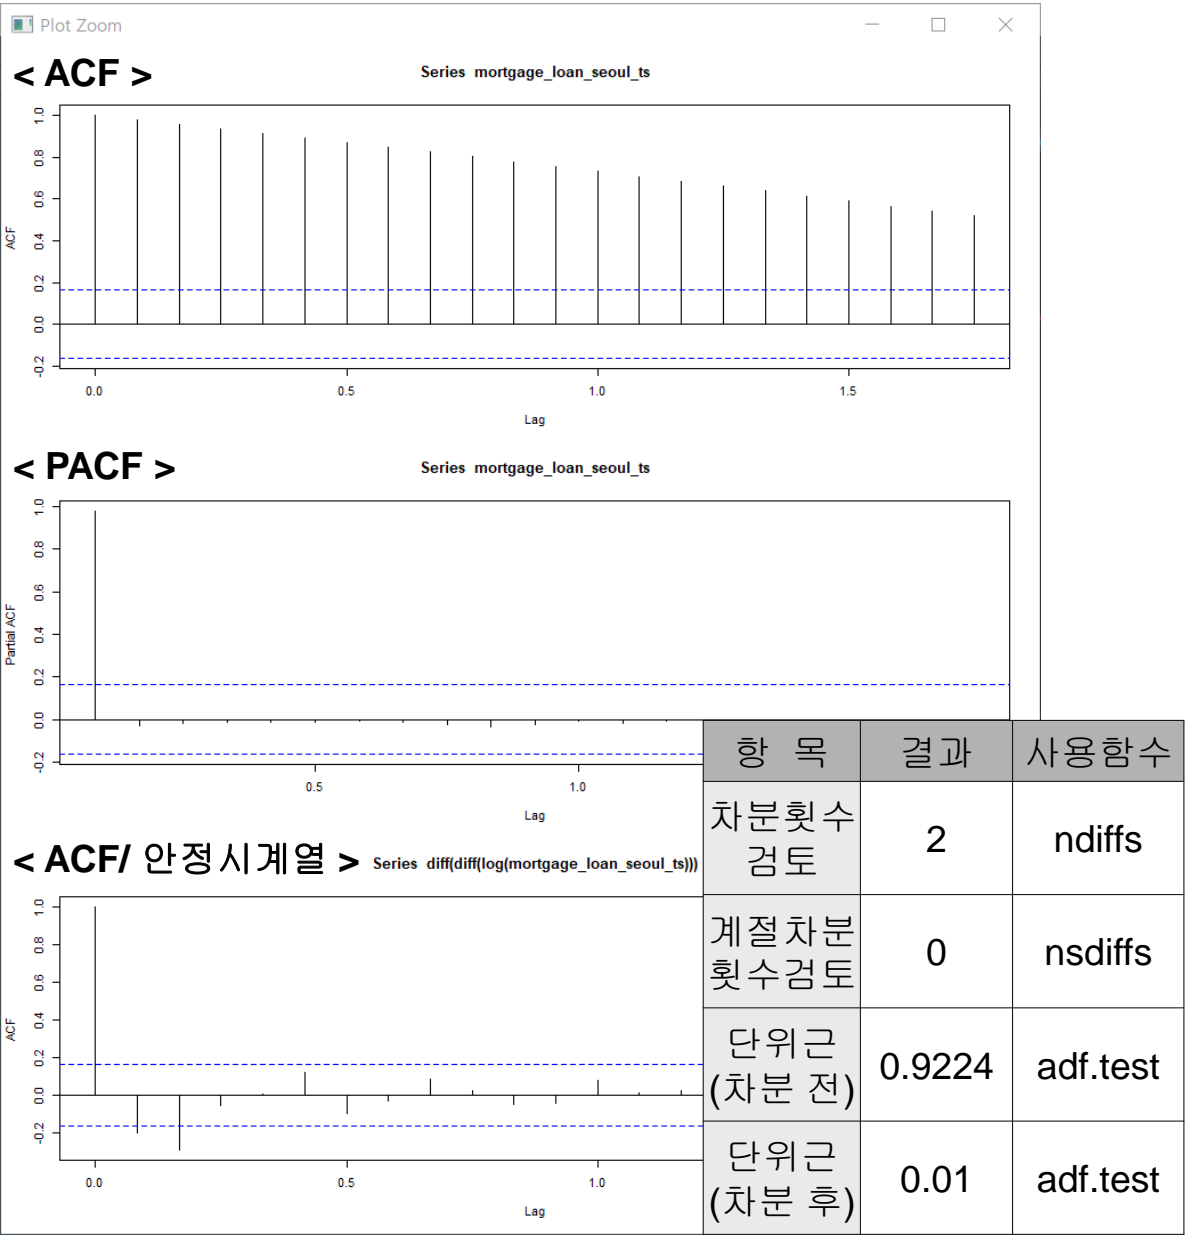 Plot Zoom
< ACF >
Series mortgage_loan_seoul_ts
1.0
0.8
0.6
0.4
0.2
0.0
-0.2
ACF
0.0
0.5
1.0
1.5
Lag
< PACF >
Series mortgage_loan_seoul_ts
1.0
0.8
0.6
0.4
0.2
0.0
-0.2
Partial ACF
0.5
1.0
Lag
< ACF/ 안정시계열 >
Series diff(diff(log(mortgage_loan_seoul_ts)))
1.0
0.8
0.6
0.4
0.2
0.0
-0.2
ACF
0.0
0.5
1.0
Lag
항 목 결과 사용함수
차분횟수
검토
2 ndiffs
계절차분
횟수검토
0 nsdiffs
단위근
(차분 전)
0.9224 adf.test
단위근
(차분 후)
0.01 adf.test